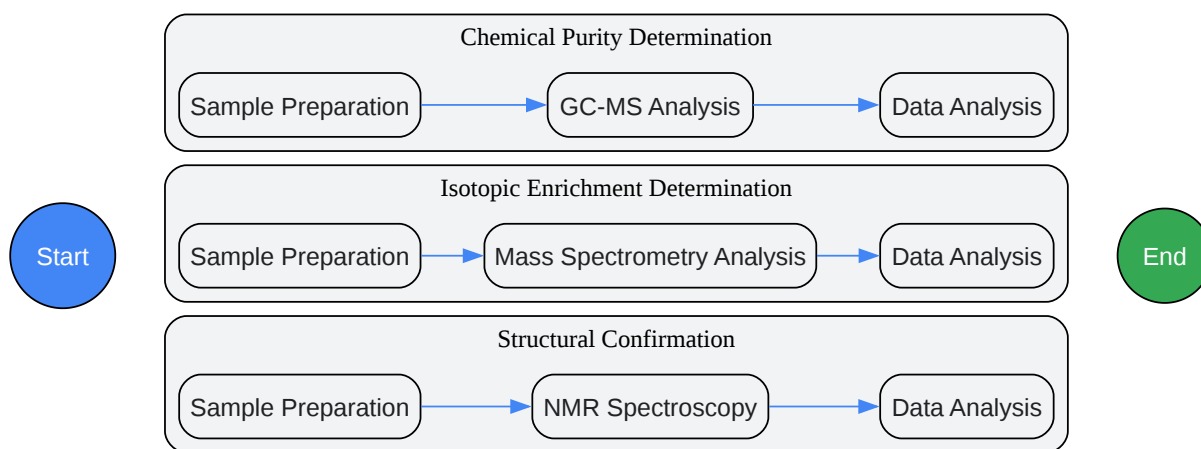 Chemical Purity Determination
Sample Preparation
GC-MS Analysis
Data Analysis
Isotopic Enrichment Determination
Start
Sample Preparation
Mass Spectrometry Analysis
Data Analysis
End
Structural Confirmation
Sample Preparation
NMR Spectroscopy
Data Analysis